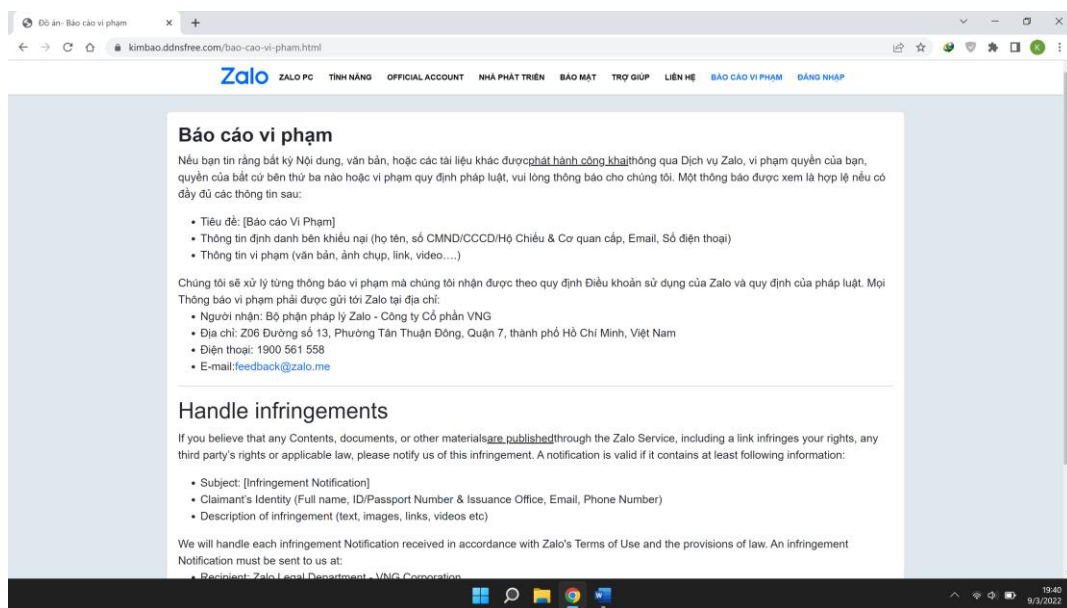 Đồ án- Báo cáo vi phạm
kimbao.ddnsfree.com/bao-cao-vi-pham.html
K
Zalo ZALO PC TÍNH NĂNG OFFICIAL ACCOUNT NHÀ PHÁT TRIỂN BẢO MẬT TRỢ GIÚP LIÊN HỆ BÁO CÁO VI PHẠM ĐĂNG NHẬP
Báo cáo vi phạm
Nếu bạn tin rằng bất kỳ Nội dung, văn bản, hoặc các tài liệu khác đượcphát hành công khaithông qua Dịch vụ Zalo, vi phạm quyền của bạn,
quyền của bất cứ bên thứ ba nào hoặc vi phạm quy định pháp luật, vui lòng thông báo cho chúng tôi. Một thông báo được xem là hợp lệ nếu có
đầy đủ các thông tin sau:
• Tiêu đề: [Báo cáo Vi Phạm]
• Thông tin định danh bên khiếu nại (họ tên, số CMND/CCCD/Hộ Chiếu & Cơ quan cấp, Email, Số điện thoại)
• Thông tin vi phạm (văn bản, ảnh chụp, link, video….)
Chúng tôi sẽ xử lý từng thông báo vi phạm mà chúng tôi nhận được theo quy định Điều khoản sử dụng của Zalo và quy định của pháp luật. Mọi
Thông báo vi phạm phải được gửi tới Zalo tại địa chỉ:
• Người nhận: Bộ phận pháp lý Zalo - Công ty Cổ phần VNG
• Địa chỉ: Z06 Đường số 13, Phường Tân Thuận Đông, Quận 7, thành phố Hồ Chí Minh, Việt Nam
• Điện thoại: 1900 561 558
• E-mail:feedback@zalo.me
Handle infringements
If you believe that any Contents, documents, or other materialsare publishedthrough the Zalo Service, including a link infringes your rights, any
third party's rights or applicable law, please notify us of this infringement. A notification is valid if it contains at least following information:
• Subject: [Infringement Notification]
• Claimant's Identity (Full name, ID/Passport Number & Issuance Office, Email, Phone Number)
• Description of infringement (text, images, links, videos etc)
We will handle each infringement Notification received in accordance with Zalo's Terms of Use and the provisions of law. An infringement
Notification must be sent to us at:
• Recipient: Zalo Legal Department - VNG Corporation
19:40
9/3/2022